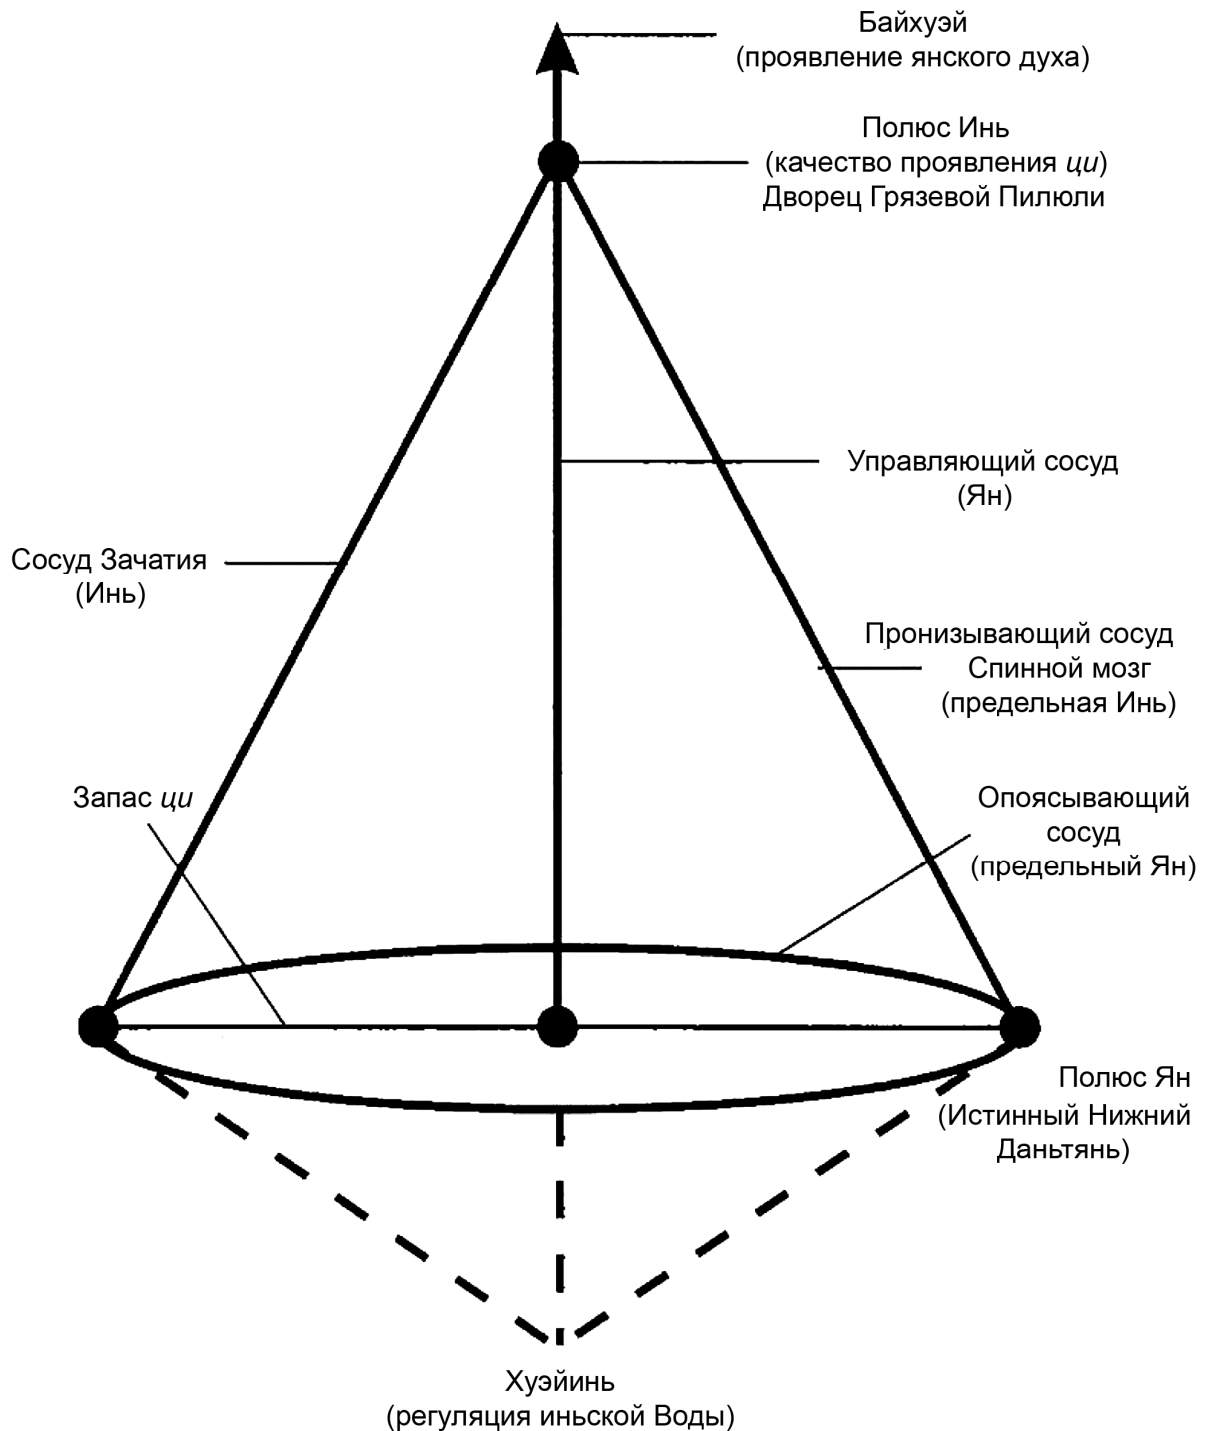 Байхуэй
(проявление янского духа)
Полюс Инь
(качество проявления ци)
Дворец Грязевой Пилюли
Управляющий сосуд
(Ян)
Сосуд Зачатия
(Инь)
Пронизывающий сосуд
Спинной мозг
(предельная Инь)
Запас ци
Опоясывающий
сосуд
(предельный Ян)
Полюс Ян
(Истинный Нижний
Даньтянь)
Хуэйинь
(регуляция иньской Воды)